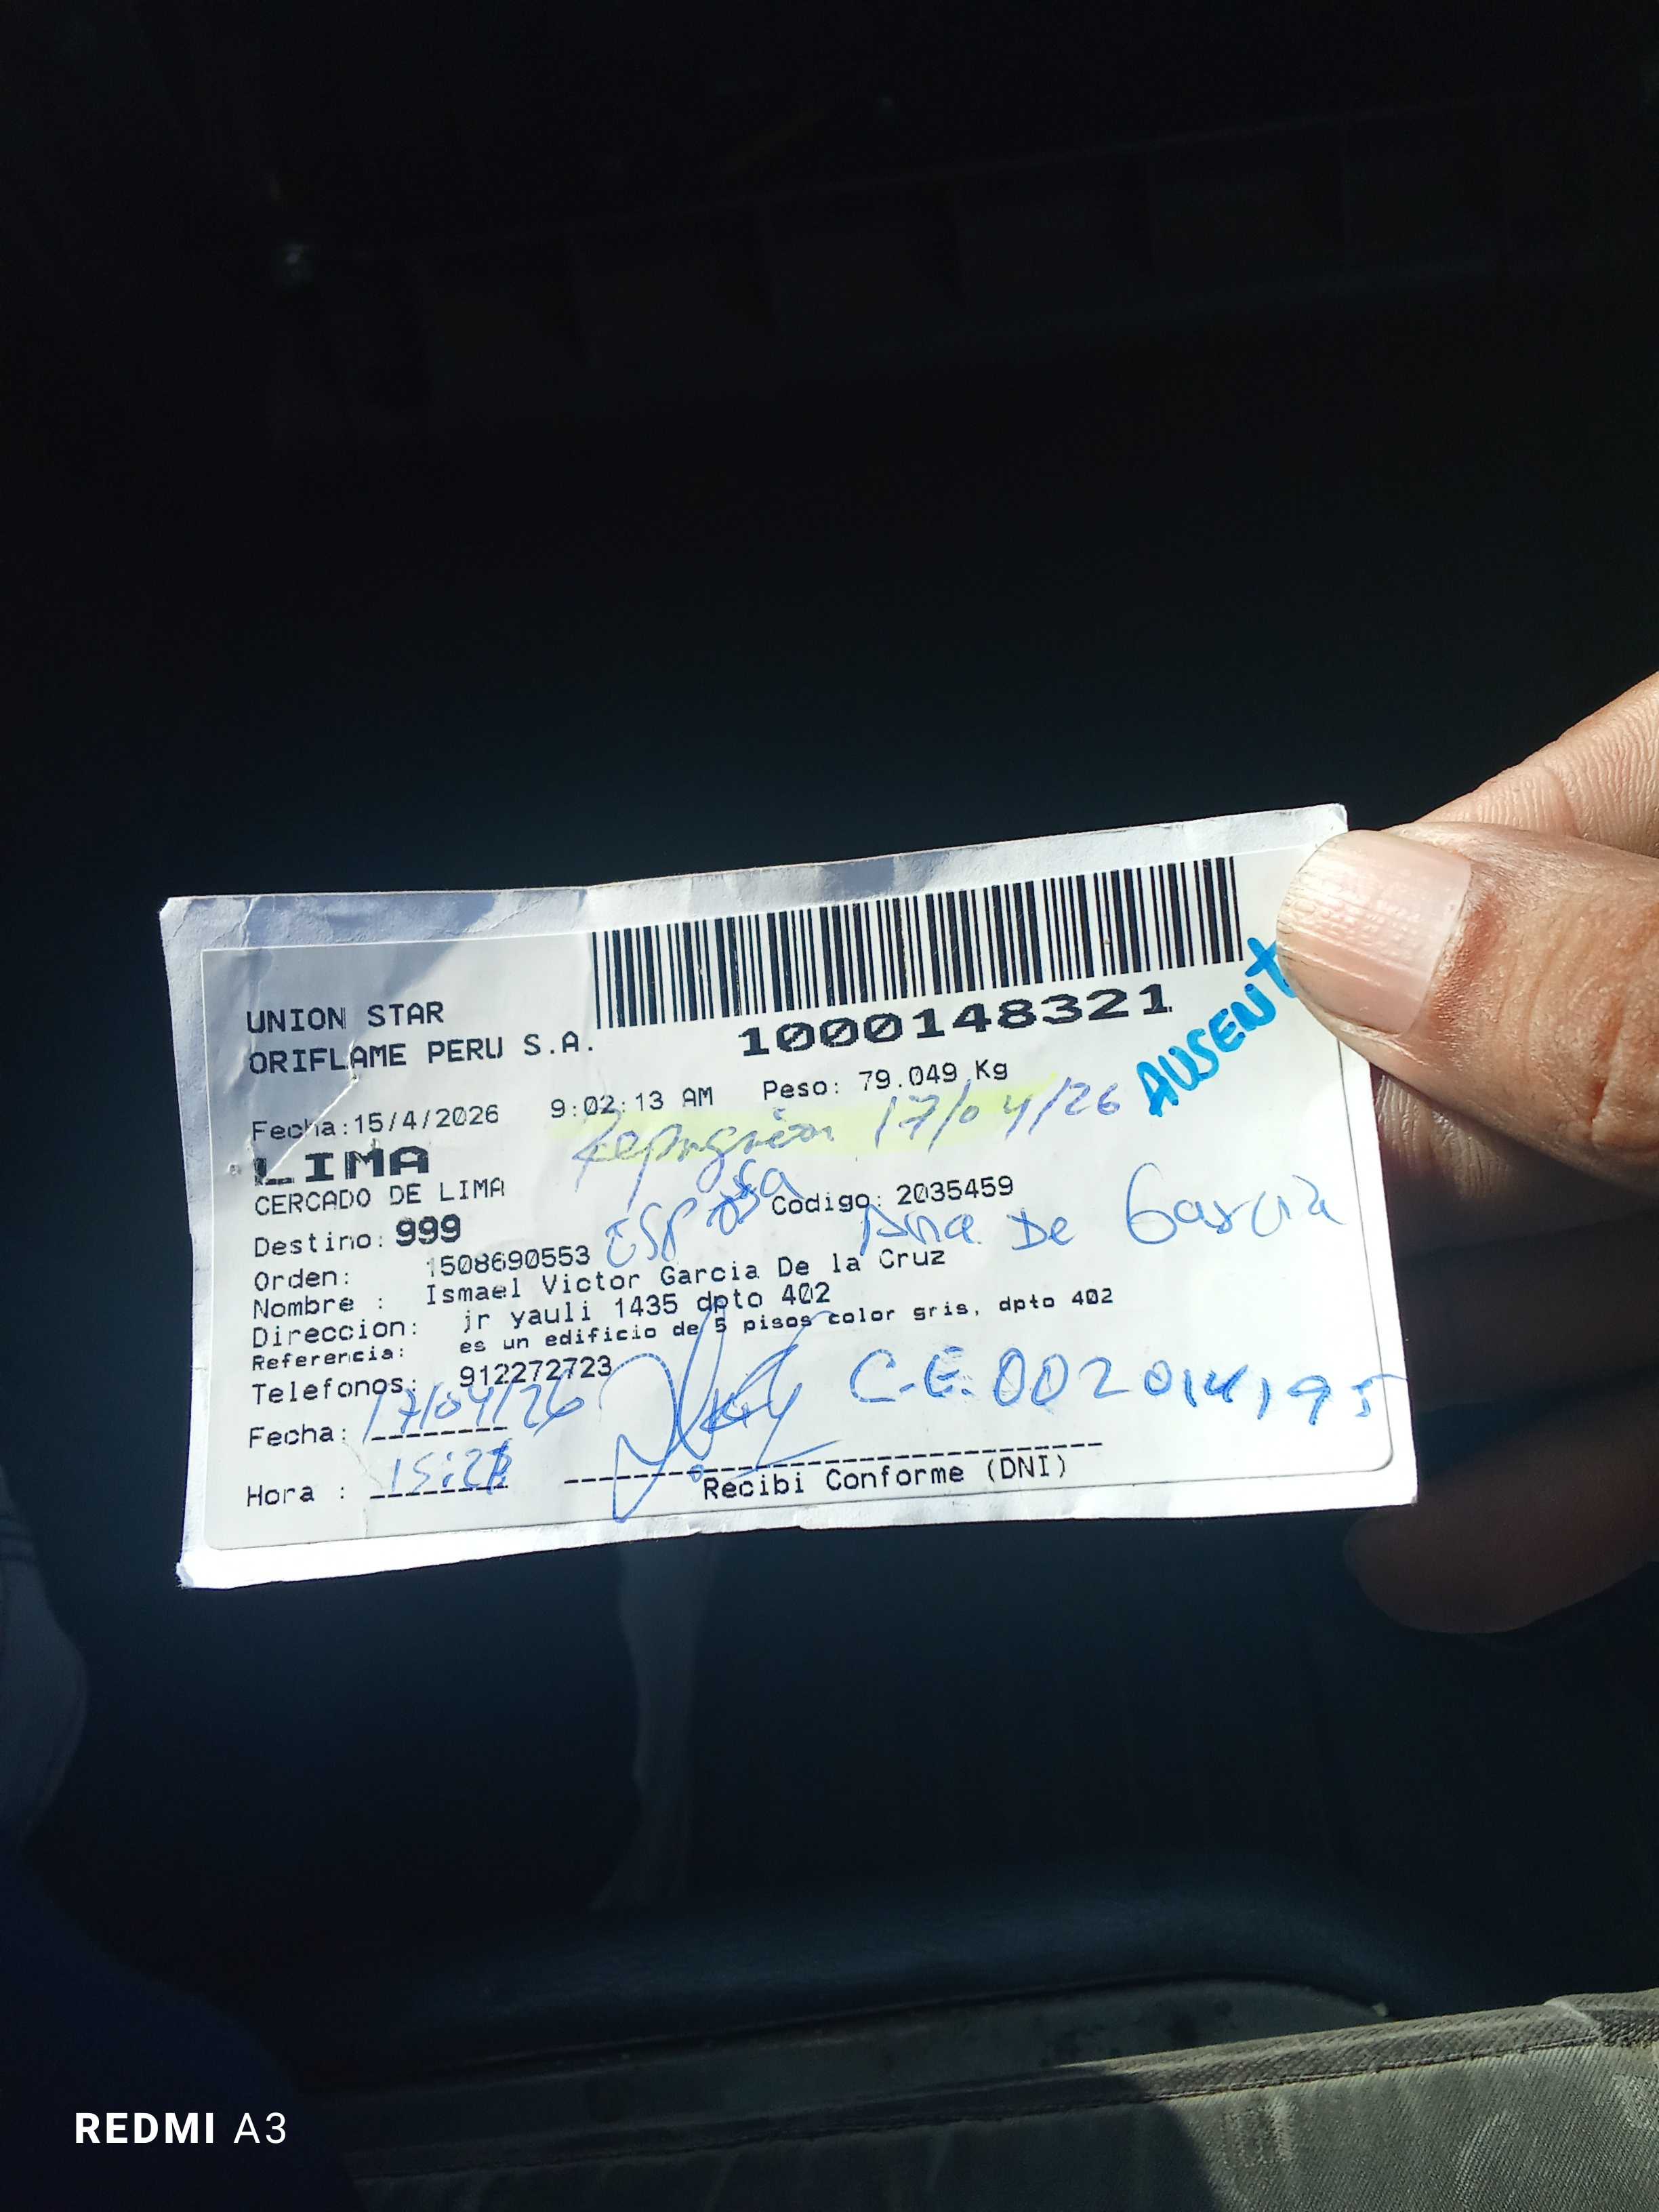 UNION STAR
ORIFLAME PERU S.A.
1000148321
AUSENT
Fecha:15/4/2026 9:02:13 AM Peso: 79.049 Kg
17/04/26
LIMA
CERCADO DE LIMA
esposa Codigo: 2035459
Destino: 999
Ana De Garcia
Orden: 1508690553
Nombre : Ismael Victor Garcia De la Cruz
Direccion: jr yauli 1435 dpto 402
Referencia: es un edificio de 5 pisos color gris, dpto 402
Telefonos: 912272723
C.E. 002014195
Fecha: 17/04/26
Hora :
Recibi Conforme (DNI)
REDMI A3